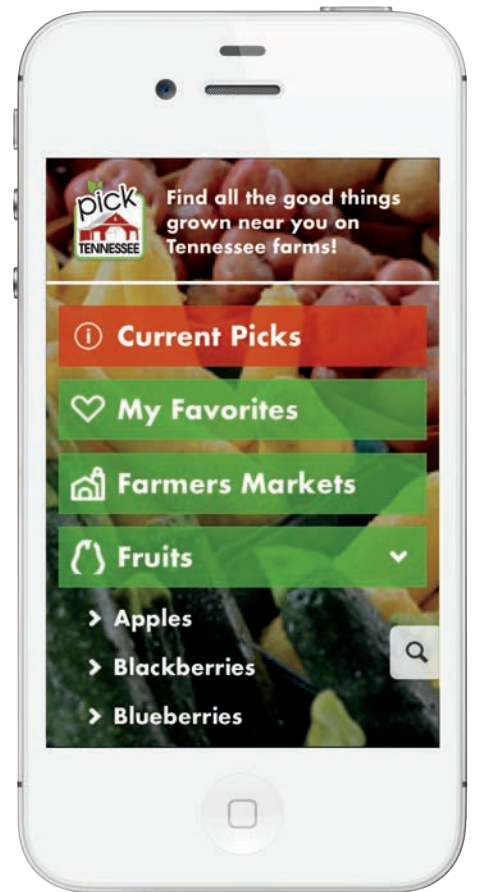 pick
TENNESSEE
Find all the good things
grown near you on
Tennessee farms!
Current Picks
My Favorites
Farmers Markets
Fruits
Apples
Blackberries
Blueberries